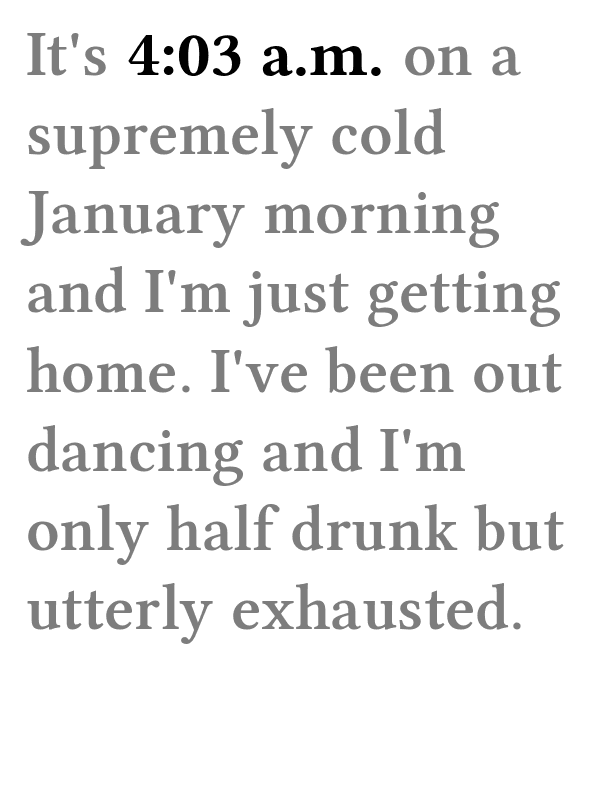 It's 4:03 a.m. on a
supremely cold
January morning
and I'm just getting
home. I've been out
dancing and I'm
only half drunk but
utterly exhausted.